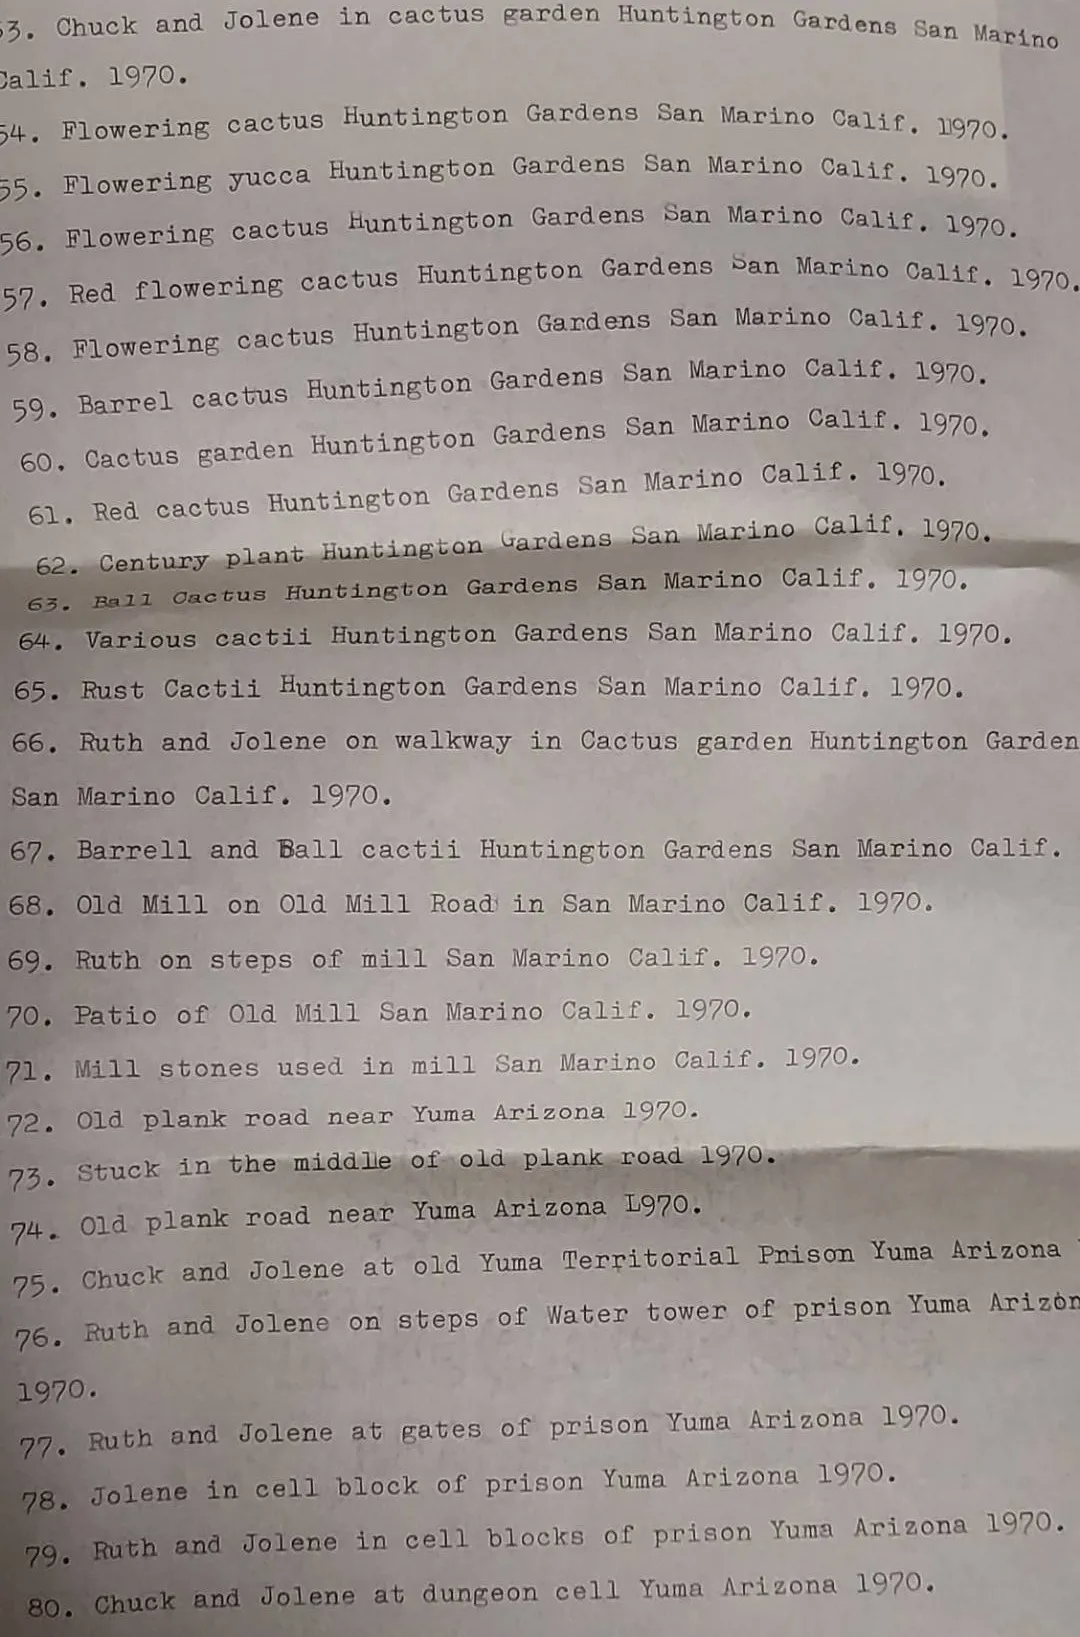 53. Chuck and Jolene in cactus garden Huntington Gardens San Marino
Calif. 1970.
54. Flowering cactus Huntington Gardens San Marino Calif. 1970.
55. Flowering yucca Huntington Gardens San Marino Calif. 1970.
56. Flowering cactus Huntington Gardens San Marino Calif. 1970.
57. Red flowering cactus Huntington Gardens San Marino Calif. 1970.
58. Flowering cactus Huntington Gardens San Marino Calif. 1970.
59. Barrel cactus Huntington Gardens San Marino Calif. 1970.
60. Cactus garden Huntington Gardens San Marino Calif. 1970.
61. Red cactus Huntington Gardens San Marino Calif. 1970.
62. Century plant Huntington Gardens San Marino Calif. 1970.
63. Ball Cactus Huntington Gardens San Marino Calif. 1970.
64. Various cactii Huntington Gardens San Marino Calif. 1970.
65. Rust Cactii Huntington Gardens San Marino Calif. 1970.
66. Ruth and Jolene on walkway in Cactus garden Huntington Garden
San Marino Calif. 1970.
67. Barrell and Ball cactii Huntington Gardens San Marino Calif.
68. Old Mill on Old Mill Road in San Marino Calif. 1970.
69. Ruth on steps of mill San Marino Calif. 1970.
70. Patio of Old Mill San Marino Calif. 1970.
71. Mill stones used in mill San Marino Calif. 1970.
72. Old plank road near Yuma Arizona 1970.
73. Stuck in the middle of old plank road 1970.
74. Old plank road near Yuma Arizona L970.
75. Chuck and Jolene at old Yuma Territorial Prison Yuma Arizona
76. Ruth and Jolene on steps of Water tower of prison Yuma Arizon
1970.
77. Ruth and Jolene at gates of prison Yuma Arizona 1970.
78. Jolene in cell block of prison Yuma Arizona 1970.
79. Ruth and Jolene in cell blocks of prison Yuma Arizona 1970.
80. Chuck and Jolene at dungeon cell Yuma Arizona 1970.